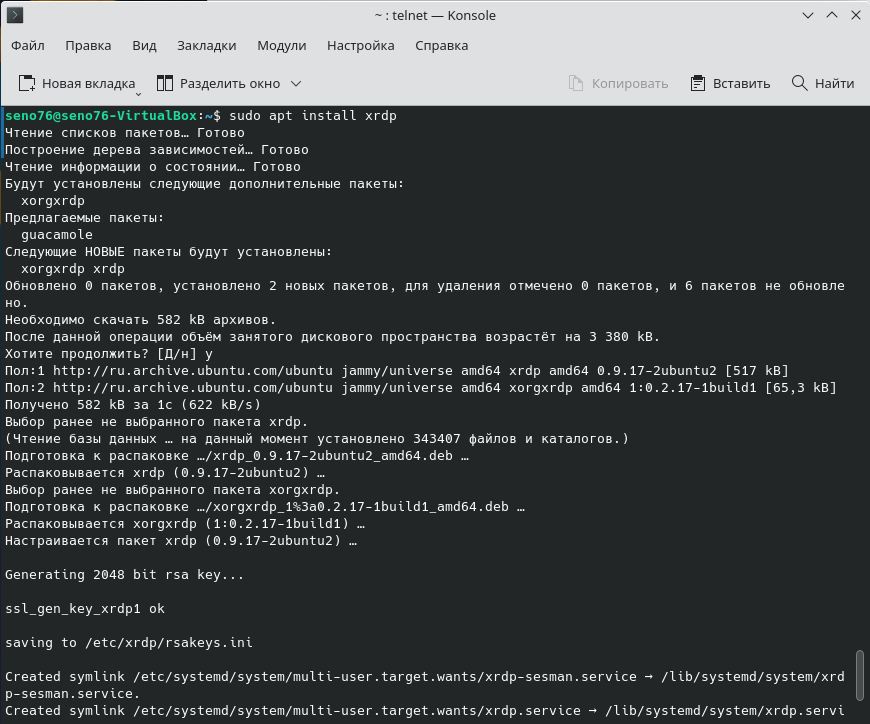 ~ : telnet — Konsole
Файл Правка Вид Закладки Модули Настройка Справка
Новая вкладка Разделить окно Копировать Вставить Найти
seno76@seno76-VirtualBox:~$ sudo apt install xrdp
Чтение списков пакетов… Готово
Построение дерева зависимостей… Готово
Чтение информации о состоянии… Готово
Будут установлены следующие дополнительные пакеты:
xorgxrdp
Предлагаемые пакеты:
guacamole
Следующие НОВЫЕ пакеты будут установлены:
xorgxrdp xrdp
Обновлено 0 пакетов, установлено 2 новых пакетов, для удаления отмечено 0 пакетов, и 6 пакетов не обновле
но.
Необходимо скачать 582 kB архивов.
После данной операции объём занятого дискового пространства возрастёт на 3 380 kB.
Хотите продолжить? [Д/н] y
Пол:1 http://ru.archive.ubuntu.com/ubuntu jammy/universe amd64 xrdp amd64 0.9.17-2ubuntu2 [517 kB]
Пол:2 http://ru.archive.ubuntu.com/ubuntu jammy/universe amd64 xorgxrdp amd64 1:0.2.17-1build1 [65,3 kB]
Получено 582 kB за 1с (622 kB/s)
Выбор ранее не выбранного пакета xrdp.
(Чтение базы данных … на данный момент установлено 343407 файлов и каталогов.)
Подготовка к распаковке …/xrdp_0.9.17-2ubuntu2_amd64.deb …
Распаковывается xrdp (0.9.17-2ubuntu2) …
Выбор ранее не выбранного пакета xorgxrdp.
Подготовка к распаковке …/xorgxrdp_1%3a0.2.17-1build1_amd64.deb …
Распаковывается xorgxrdp (1:0.2.17-1build1) …
Настраивается пакет xrdp (0.9.17-2ubuntu2) …
Generating 2048 bit rsa key...
ssl_gen_key_xrdp1 ok
saving to /etc/xrdp/rsakeys.ini
Created symlink /etc/systemd/system/multi-user.target.wants/xrdp-sesman.service → /lib/systemd/system/xrd
p-sesman.service.
Created symlink /etc/systemd/system/multi-user.target.wants/xrdp.service → /lib/systemd/system/xrdp.servi